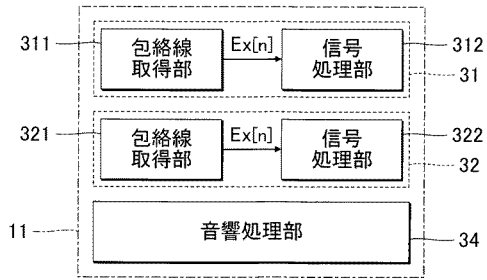 311
包絡線
取得部
Ex[n]
信号
処理部
312
31
321
包絡線
取得部
Ex[n]
信号
処理部
322
32
11
音響処理部
34